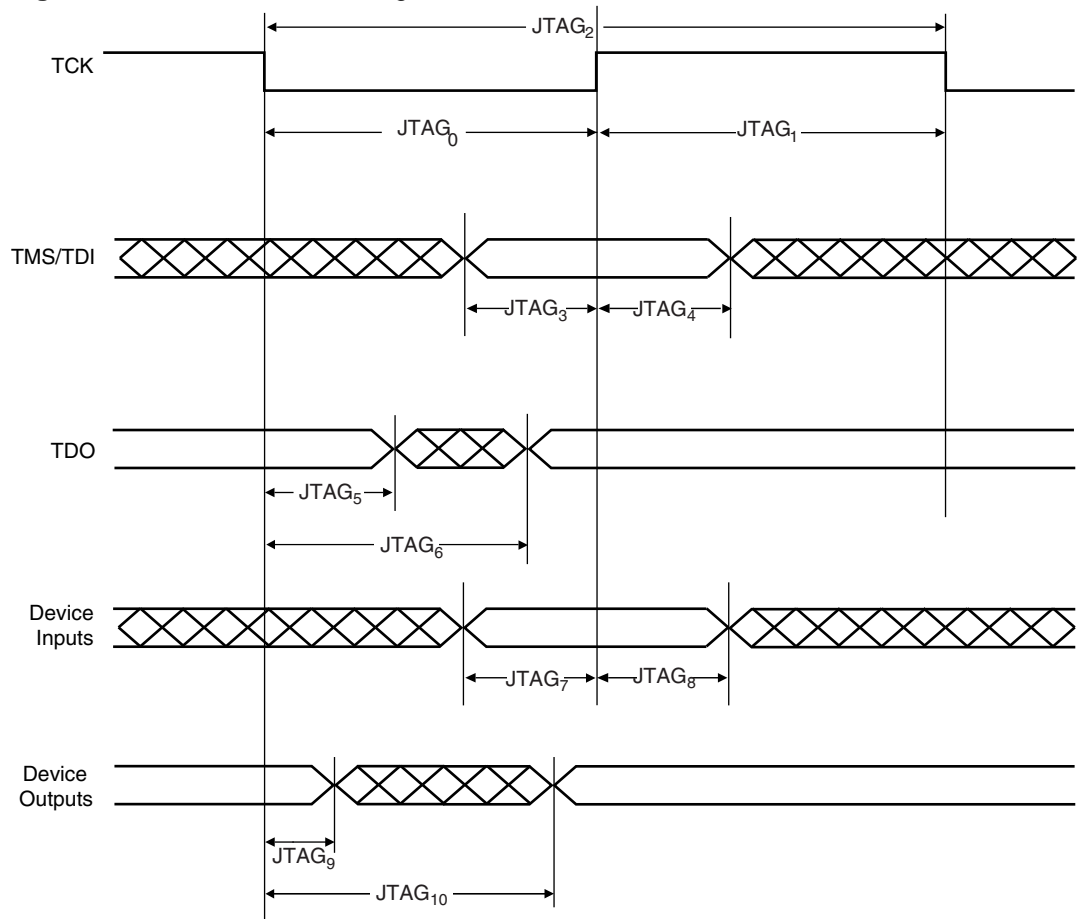 JTAG₂
TCK
JTAG₀
JTAG₁
TMS/TDI
JTAG₃
JTAG₄
TDO
JTAG₅
JTAG₆
Device
Inputs
JTAG₇
JTAG₈
Device
Outputs
JTAG₉
JTAG₁₀